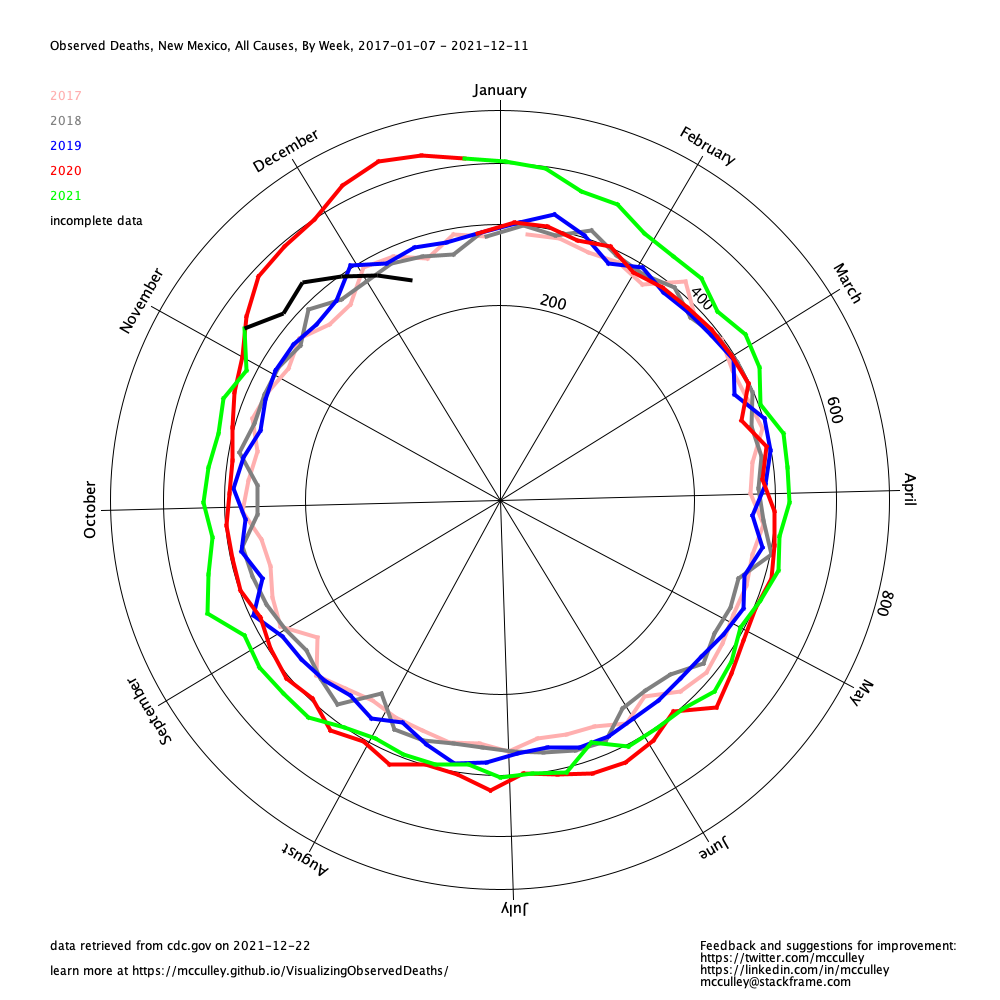 Observed Deaths, New Mexico, All Causes, By Week, 2017-01-07 - 2021-12-11
January
2017
2018
2019
2020
2021
incomplete data
December
February
November
March
200
400
600
October
April
800
September
May
August
June
July
data retrieved from cdc.gov on 2021-12-22
learn more at https://mcculley.github.io/VisualizingObservedDeaths/
Feedback and suggestions for improvement:
https://twitter.com/mcculley
https://linkedin.com/in/mcculley
mcculley@stackframe.com